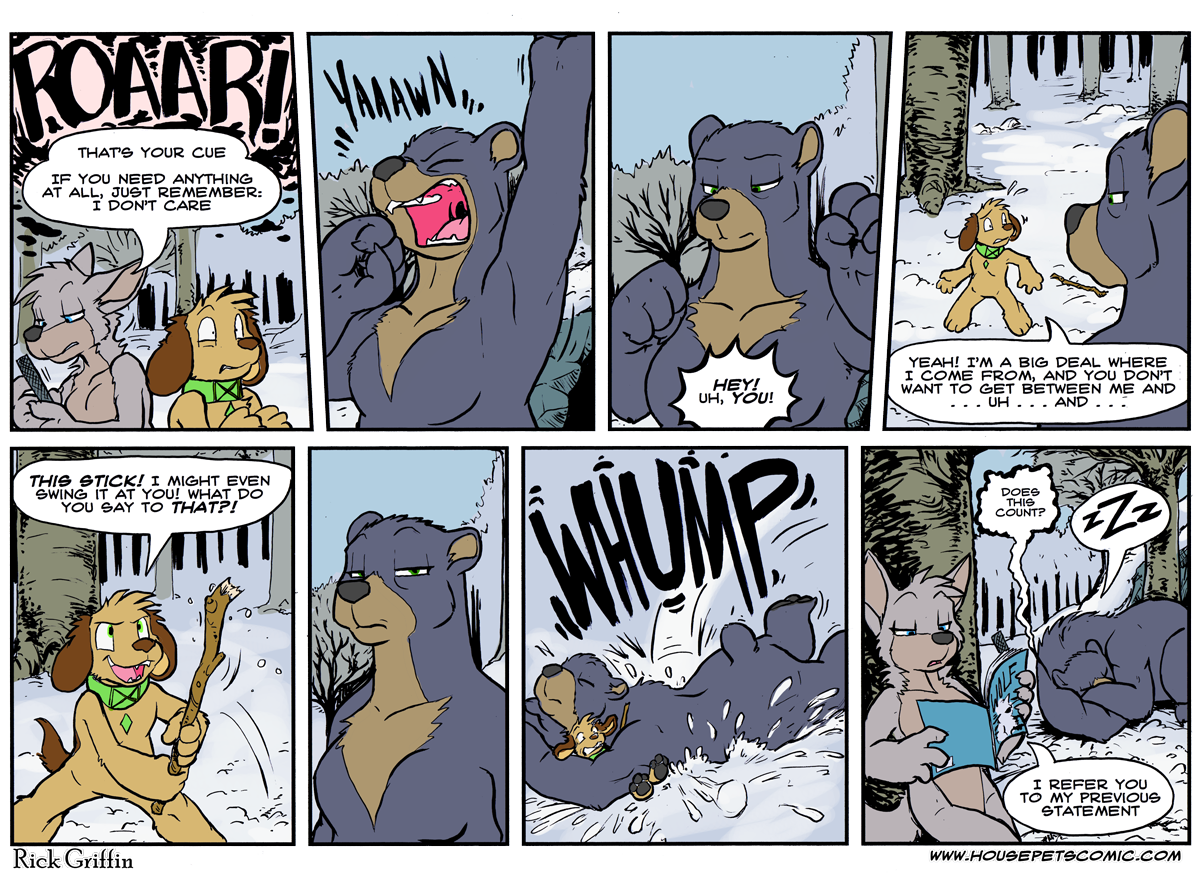 ROAAR!
THAT'S YOUR CUE
IF YOU NEED ANYTHING
AT ALL, JUST REMEMBER:
I DON'T CARE
YAAAWN...
HEY!
UH, YOU!
YEAH! I'M A BIG DEAL WHERE
I COME FROM, AND YOU DON'T
WANT TO GET BETWEEN ME AND
. . . UH . . . AND . . .
THIS STICK! I MIGHT EVEN
SWING IT AT YOU! WHAT DO
YOU SAY TO THAT?!
WHUMP
DOES
THIS
COUNT?
ZZZ
I REFER YOU
TO MY PREVIOUS
STATEMENT
Rick Griffin
WWW.HOUSEPETSCOMIC.COM